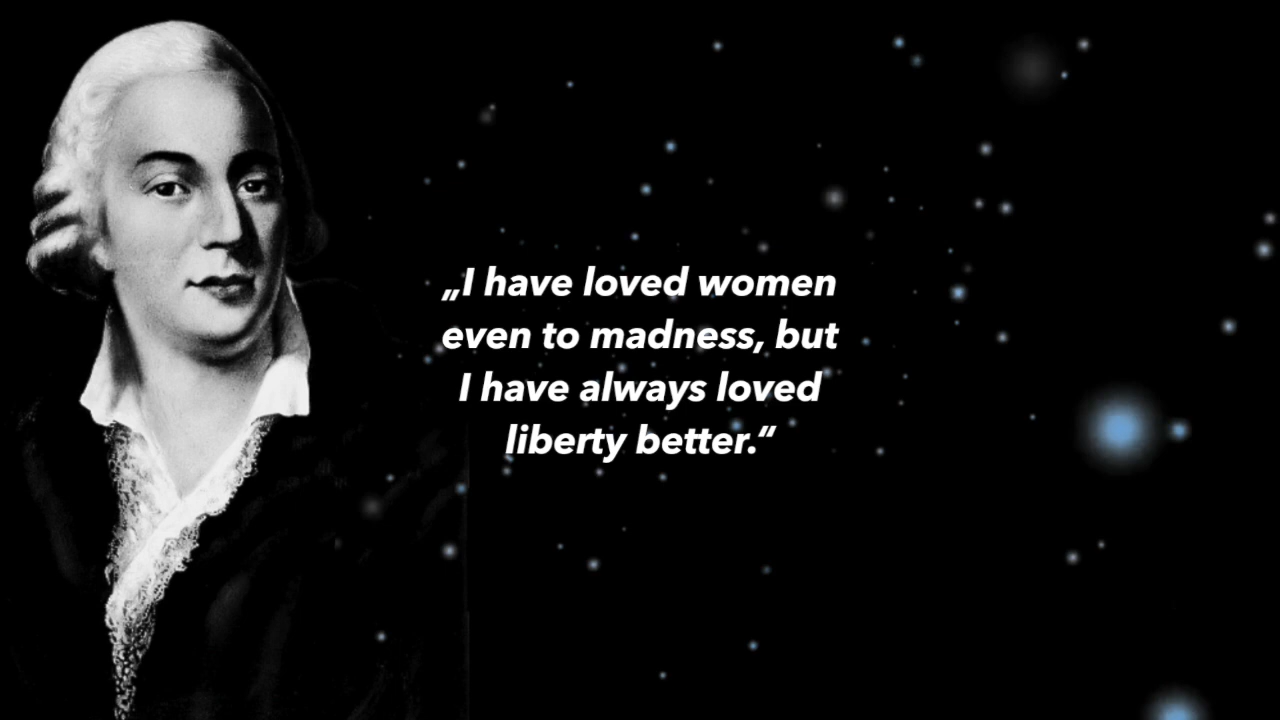 „I have loved women
even to madness, but
I have always loved
liberty better.“